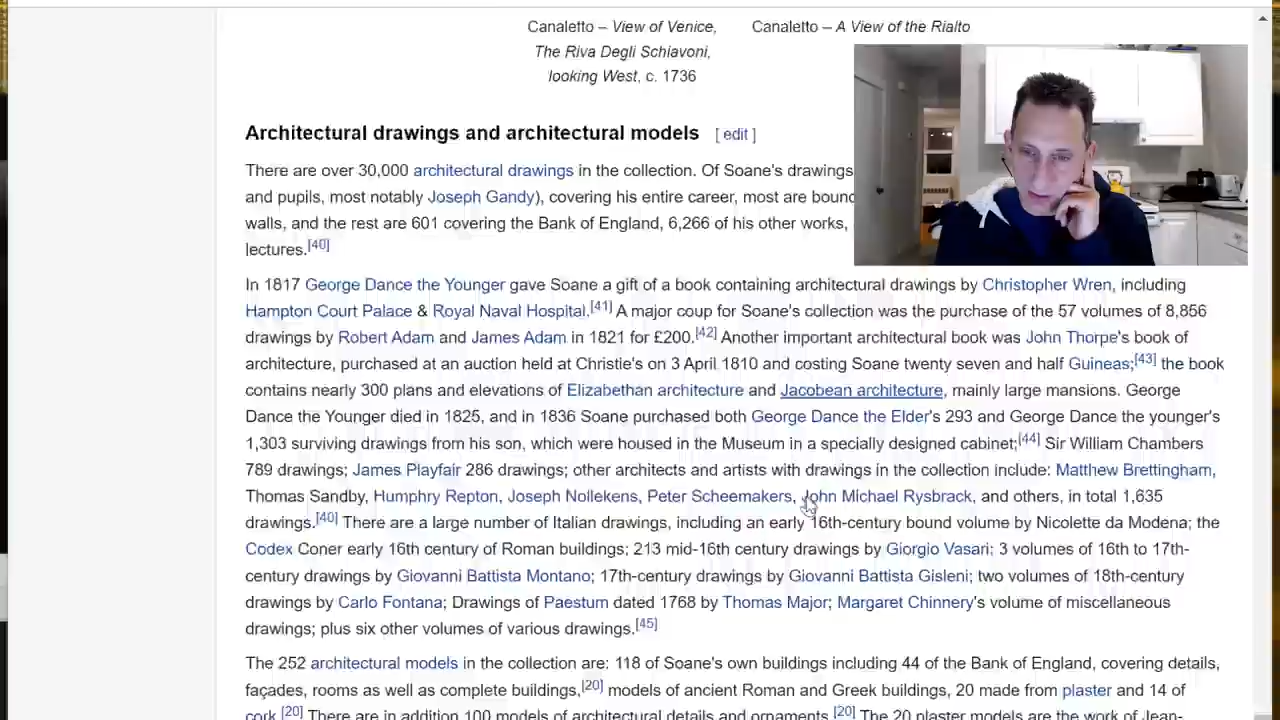 Canaletto – View of Venice,
The Riva Degli Schiavoni,
looking West, c. 1736
Canaletto – A View of the Rialto
Architectural drawings and architectural models [ edit ]
There are over 30,000 architectural drawings in the collection. Of Soane's drawings
and pupils, most notably Joseph Gandy), covering his entire career, most are bound
walls, and the rest are 601 covering the Bank of England, 6,266 of his other works,
lectures.[40]
In 1817 George Dance the Younger gave Soane a gift of a book containing architectural drawings by Christopher Wren, including
Hampton Court Palace & Royal Naval Hospital.[41] A major coup for Soane's collection was the purchase of the 57 volumes of 8,856
drawings by Robert Adam and James Adam in 1821 for £200.[42] Another important architectural book was John Thorpe's book of
architecture, purchased at an auction held at Christie's on 3 April 1810 and costing Soane twenty seven and half Guineas;[43] the book
contains nearly 300 plans and elevations of Elizabethan architecture and Jacobean architecture, mainly large mansions. George
Dance the Younger died in 1825, and in 1836 Soane purchased both George Dance the Elder's 293 and George Dance the younger's
1,303 surviving drawings from his son, which were housed in the Museum in a specially designed cabinet;[44] Sir William Chambers
789 drawings; James Playfair 286 drawings; other architects and artists with drawings in the collection include: Matthew Brettingham,
Thomas Sandby, Humphry Repton, Joseph Nollekens, Peter Scheemakers, John Michael Rysbrack, and others, in total 1,635
drawings.[40] There are a large number of Italian drawings, including an early 16th-century bound volume by Nicolette da Modena; the
Codex Coner early 16th century of Roman buildings; 213 mid-16th century drawings by Giorgio Vasari; 3 volumes of 16th to 17th-
century drawings by Giovanni Battista Montano; 17th-century drawings by Giovanni Battista Gisleni; two volumes of 18th-century
drawings by Carlo Fontana; Drawings of Paestum dated 1768 by Thomas Major; Margaret Chinnery's volume of miscellaneous
drawings; plus six other volumes of various drawings.[45]
The 252 architectural models in the collection are: 118 of Soane's own buildings including 44 of the Bank of England, covering details,
façades, rooms as well as complete buildings,[20] models of ancient Roman and Greek buildings, 20 made from plaster and 14 of
cork.[20] There are in addition 100 models of architectural details and ornaments.[20] The 20 plaster models are the work of Jean-